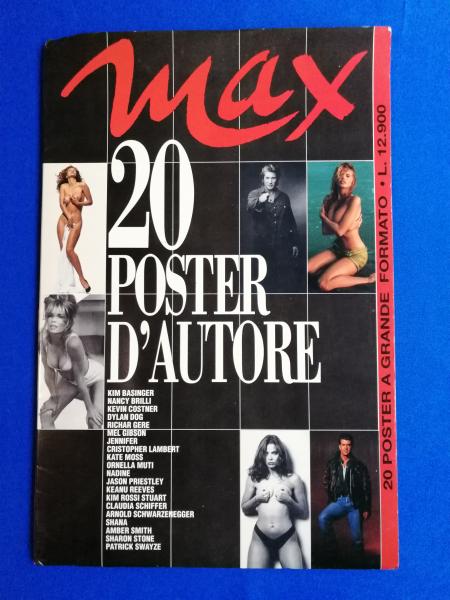 max
20
POSTER
D'AUTORE
KIM BASINGER
NANCY BRILLI
KEVIN COSTNER
DYLAN DOG
RICHAR GERE
MEL GIBSON
JENNIFER
CRISTOPHER LAMBERT
KATE MOSS
ORNELLA MUTI
NADINE
JASON PRIESTLEY
KEANU REEVES
KIM ROSSI STUART
CLAUDIA SCHIFFER
ARNOLD SCHWARZENEGGER
SHANA
AMBER SMITH
SHARON STONE
PATRICK SWAYZE
20 POSTER A GRANDE FORMATO • L. 12.900